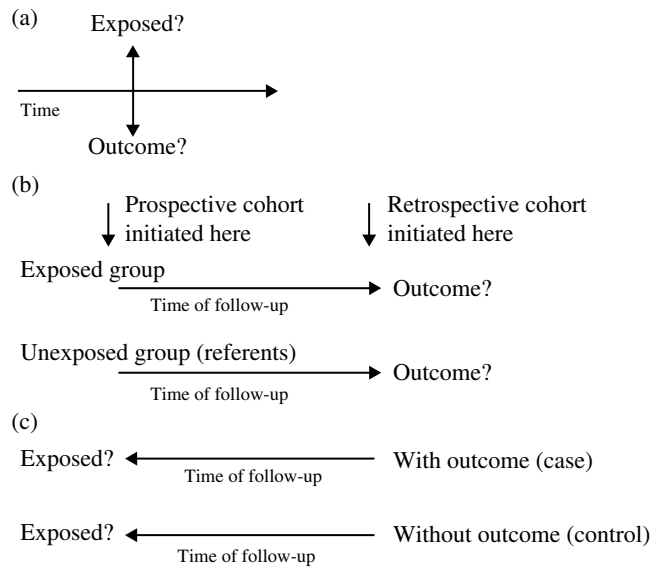 (a)
Exposed?
Time
Outcome?
(b)
Prospective cohort
initiated here
Retrospective cohort
initiated here
Exposed group
Time of follow-up
Outcome?
Unexposed group (referents)
Time of follow-up
Outcome?
(c)
Exposed?
Time of follow-up
With outcome (case)
Exposed?
Time of follow-up
Without outcome (control)